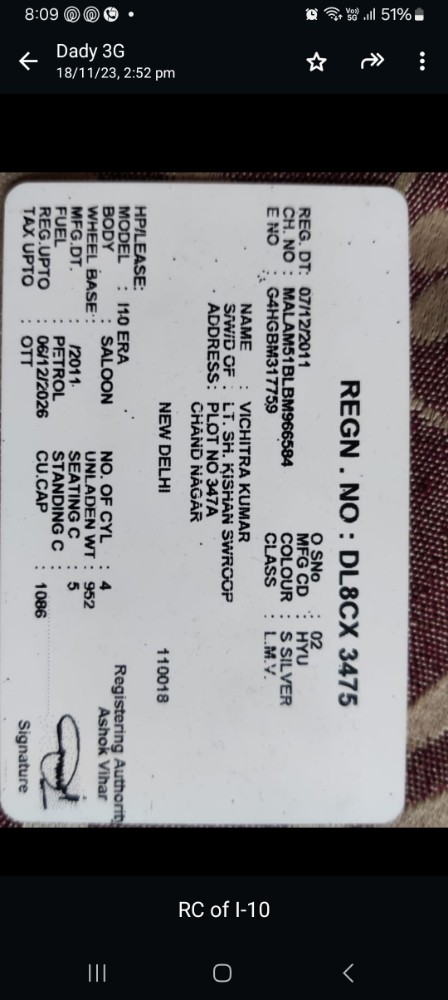 8:09
51%
Dady 3G
18/11/23, 2:52 pm
REGN . NO : DL8CX 3475
REG. DT: 07/12/2011 O SNo : 02
CH. NO : MALAM51BLBM966584 MFG CD : HYU
E NO : G4HGBM317759 COLOUR : S SILVER
CLASS : L.M.V.
NAME : VICHITRA KUMAR
S/W/D OF : LT. SH. KISHAN SWROOP
ADDRESS : PLOT NO 347A
CHAND NAGAR
NEW DELHI 110018
HP/LEASE:
MODEL : I10 ERA
BODY : SALOON NO. OF CYL : 4
WHEEL BASE : UNLADEN WT : 952
MFG.DT. : /2011 SEATING C : 5
FUEL : PETROL STANDING C :
REG.UPTO : 06/12/2026 CU.CAP : 1086
TAX UPTO : OTT
Registering Authority
Ashok Vihar
Signature
RC of I-10